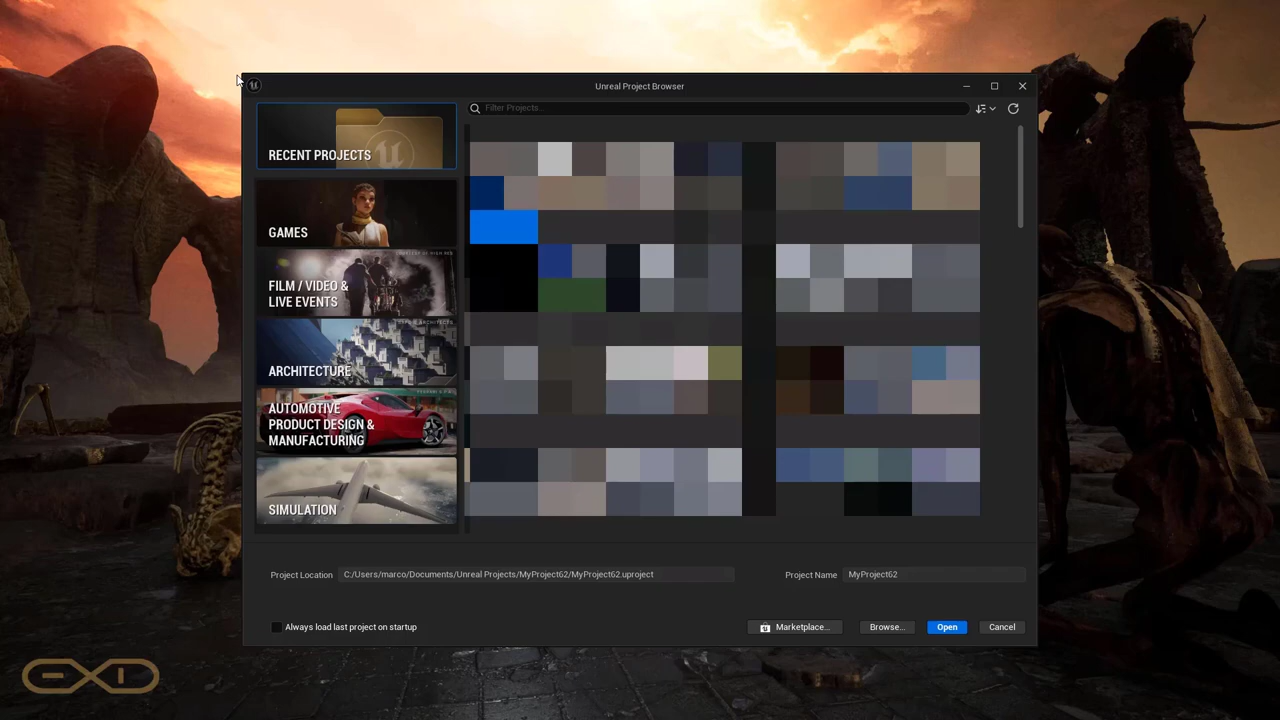 Unreal Project Browser
Filter Projects...
RECENT PROJECTS
GAMES
FILM / VIDEO &
LIVE EVENTS
ARCHITECTURE
AUTOMOTIVE
PRODUCT DESIGN &
MANUFACTURING
SIMULATION
Project Location C:/Users/marco/Documents/Unreal Projects/MyProject62/MyProject62.uproject Project Name MyProject62
Always load last project on startup Marketplace... Browse... Open Cancel